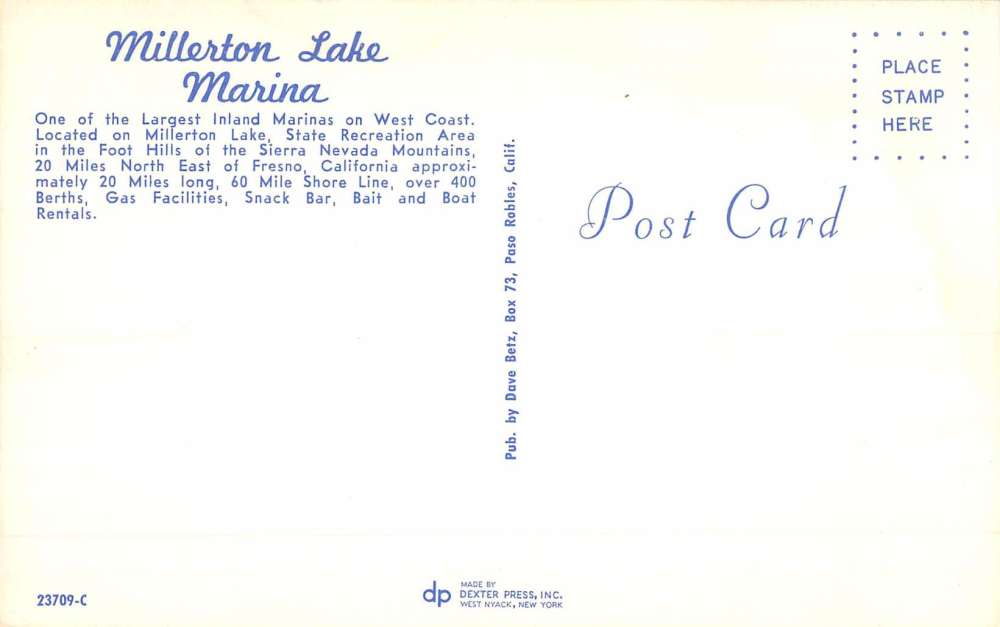 Millerton Lake
Marina
One of the Largest Inland Marinas on West Coast.
Located on Millerton Lake, State Recreation Area
in the Foot Hills of the Sierra Nevada Mountains,
20 Miles North East of Fresno, California approxi-
mately 20 Miles long, 60 Mile Shore Line, over 400
Berths, Gas Facilities, Snack Bar, Bait and Boat
Rentals.
23709-C
Pub. by Dave Betz, Box 73, Paso Robles, Calif.
dp
MADE BY
DEXTER PRESS, INC.
WEST NYACK, NEW YORK
PLACE
STAMP
HERE
Post Card